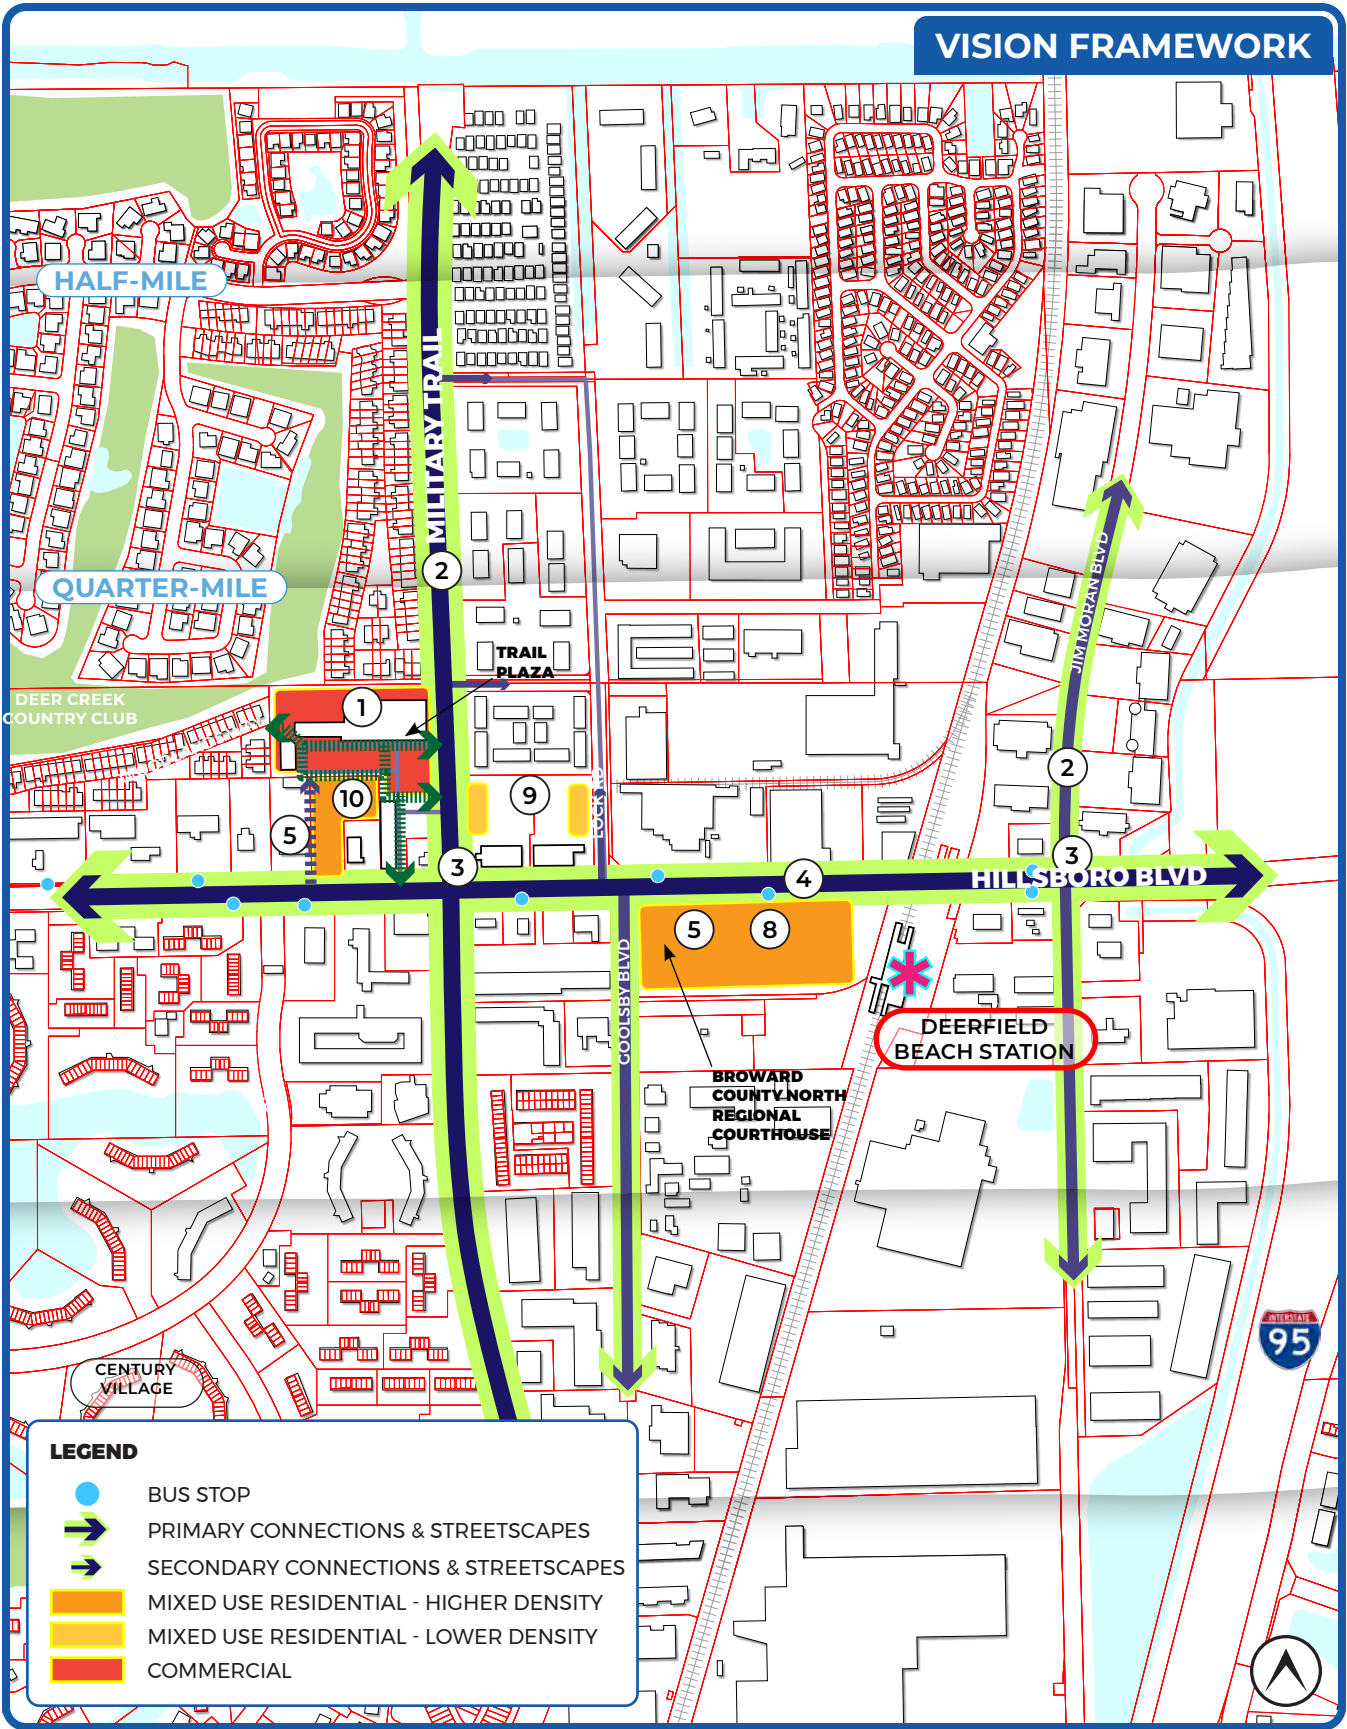 VISION FRAMEWORK
HALF-MILE
MILITARY TRAIL
QUARTER-MILE
2
JIM MORAN BLVD
TRAIL
PLAZA
DEER CREEK
COUNTRY CLUB
1
2
10
9
LOCK RD
5
3
4
3
HILLSBORO BLVD
5
8
GOOLSBY BLVD
DEERFIELD
BEACH STATION
BROWARD
COUNTY NORTH
REGIONAL
COURTHOUSE
INTERSTATE
95
CENTURY
VILLAGE
LEGEND
BUS STOP
PRIMARY CONNECTIONS & STREETSCAPES
SECONDARY CONNECTIONS & STREETSCAPES
MIXED USE RESIDENTIAL - HIGHER DENSITY
MIXED USE RESIDENTIAL - LOWER DENSITY
COMMERCIAL